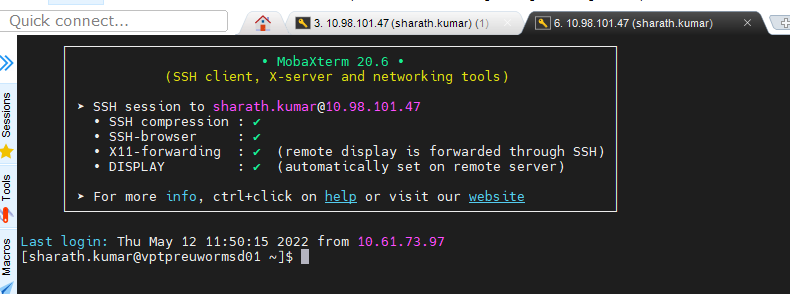 Quick connect...
3. 10.98.101.47 (sharath.kumar) (1)
6. 10.98.101.47 (sharath.kumar)
Sessions
Tools
Macros
• MobaXterm 20.6 •
(SSH client, X-server and networking tools)
➤ SSH session to sharath.kumar@10.98.101.47
• SSH compression : ✔
• SSH-browser : ✔
• X11-forwarding : ✔ (remote display is forwarded through SSH)
• DISPLAY : ✔ (automatically set on remote server)
➤ For more info, ctrl+click on help or visit our website
Last login: Thu May 12 11:50:15 2022 from 10.61.73.97
[sharath.kumar@vptpreuwormsd01 ~]$